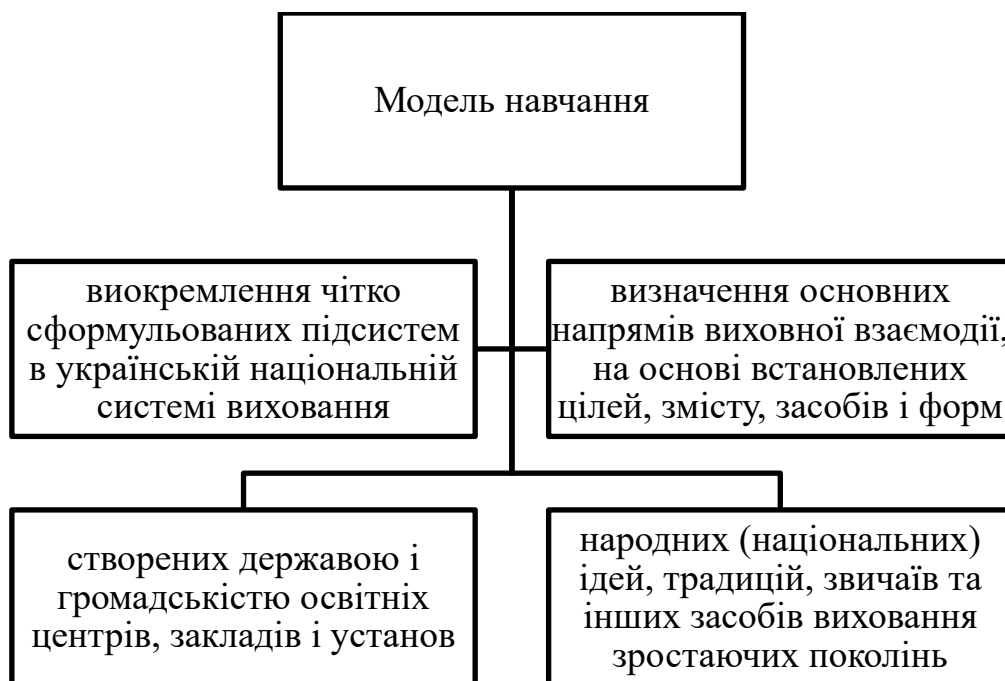 Модель навчання
виокремлення чітко
сформульованих підсистем
в українській національній
системі виховання
визначення основних
напрямів виховної взаємодії,
на основі встановлених
цілей, змісту, засобів і форм
створених державою і
громадськістю освітніх
центрів, закладів і установ
народних (національних)
ідей, традицій, звичаїв та
інших засобів виховання
зростаючих поколінь